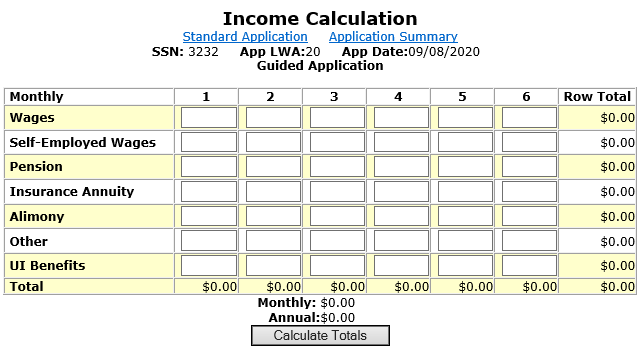 Income Calculation
Standard Application Application Summary
SSN: 3232 App LWA:20 App Date:09/08/2020
Guided Application
Monthly 1 2 3 4 5 6 Row Total
Wages $0.00
Self-Employed Wages $0.00
Pension $0.00
Insurance Annuity $0.00
Alimony $0.00
Other $0.00
UI Benefits $0.00
Total $0.00 $0.00 $0.00 $0.00 $0.00 $0.00 $0.00
Monthly: $0.00
Annual:$0.00
Calculate Totals